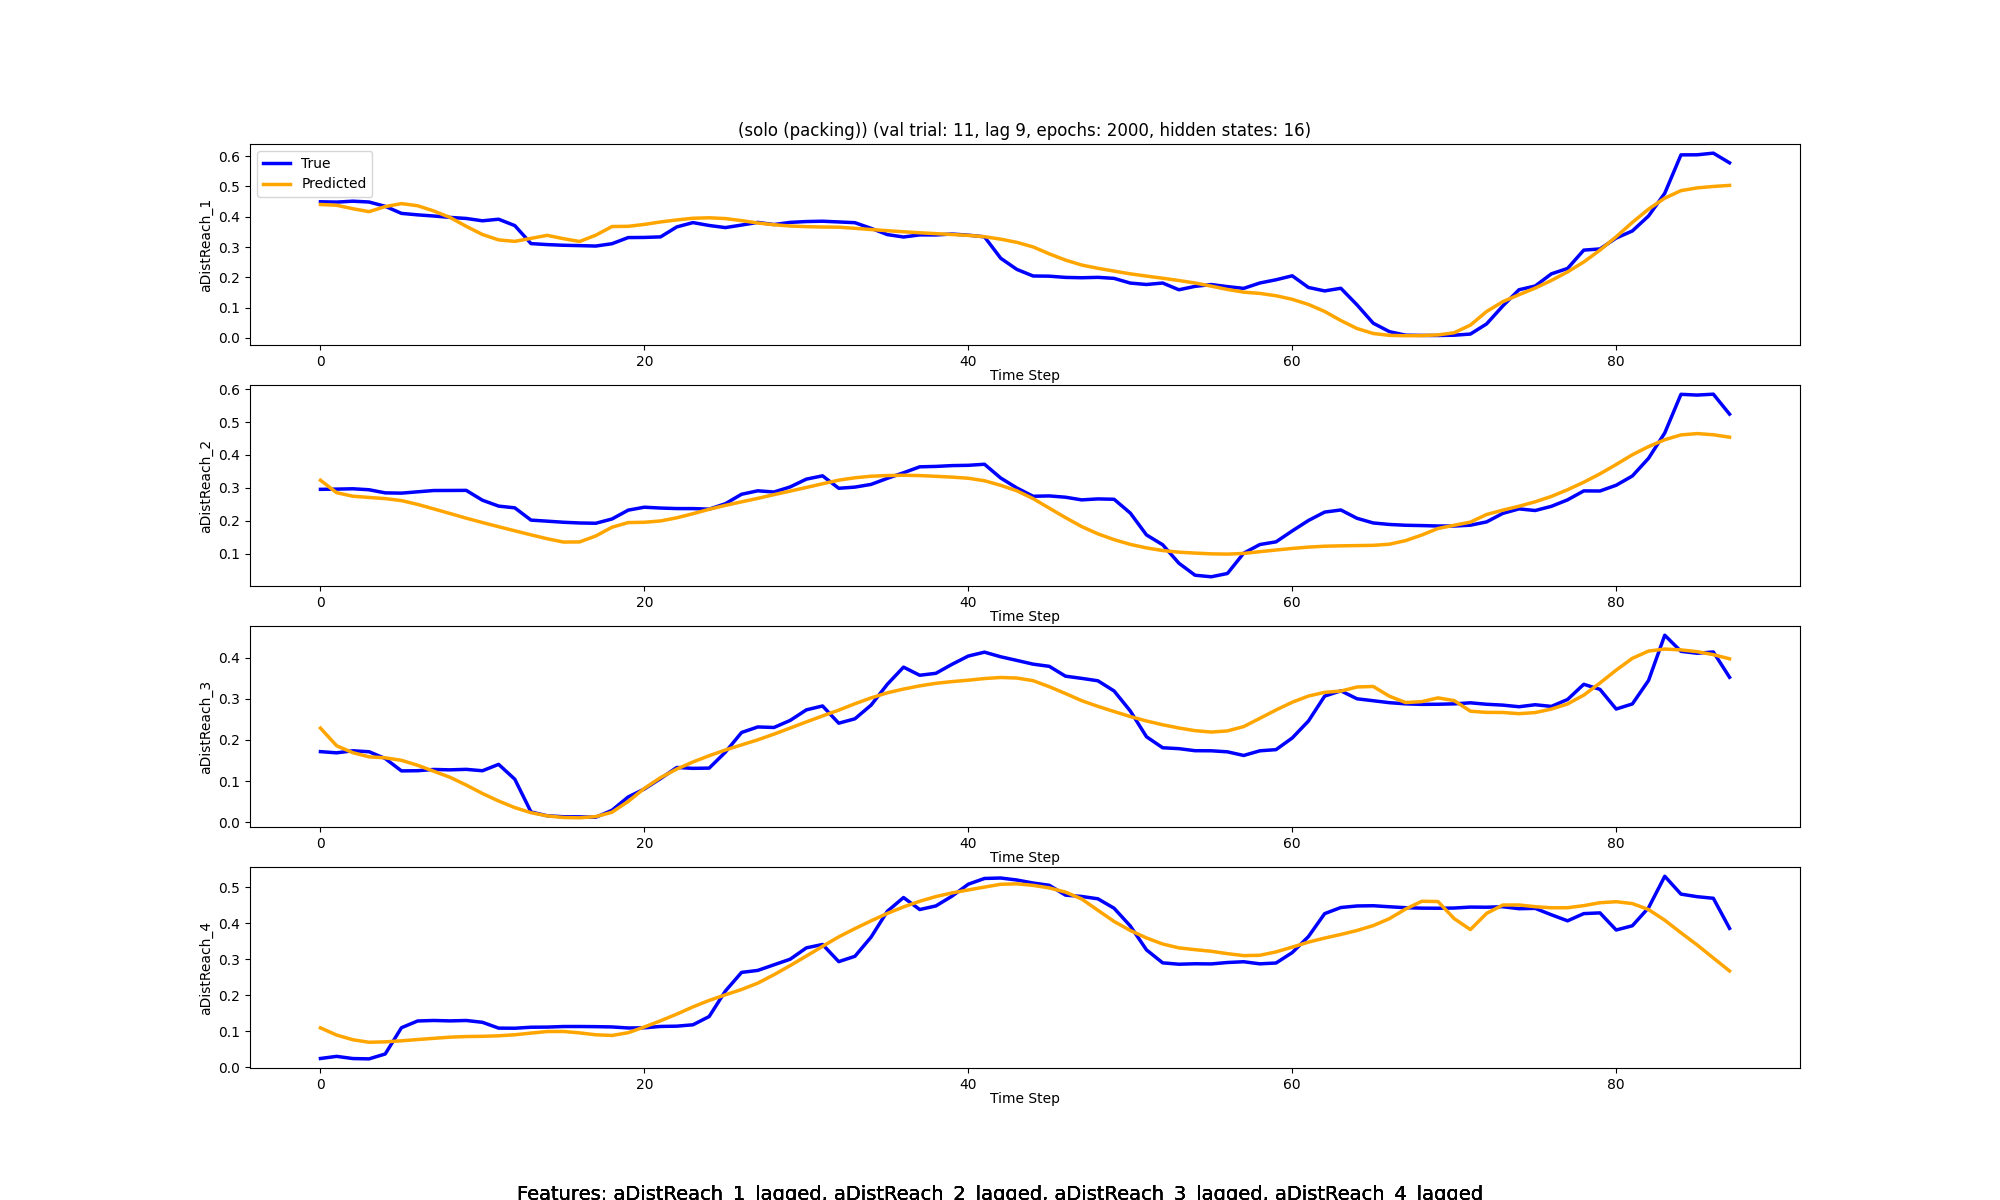 (solo (packing)) (val trial: 11, lag 9, epochs: 2000, hidden states: 16)
True
Predicted
aDistReach_1
0.6
0.5
0.4
0.3
0.2
0.1
0.0
0 20 40 60 80
Time Step
aDistReach_2
0.6
0.5
0.4
0.3
0.2
0.1
0 20 40 60 80
Time Step
aDistReach_3
0.4
0.3
0.2
0.1
0.0
0 20 40 60 80
Time Step
aDistReach_4
0.5
0.4
0.3
0.2
0.1
0.0
0 20 40 60 80
Time Step
Features: aDistReach_1_lagged, aDistReach_2_lagged, aDistReach_3_lagged, aDistReach_4_lagged